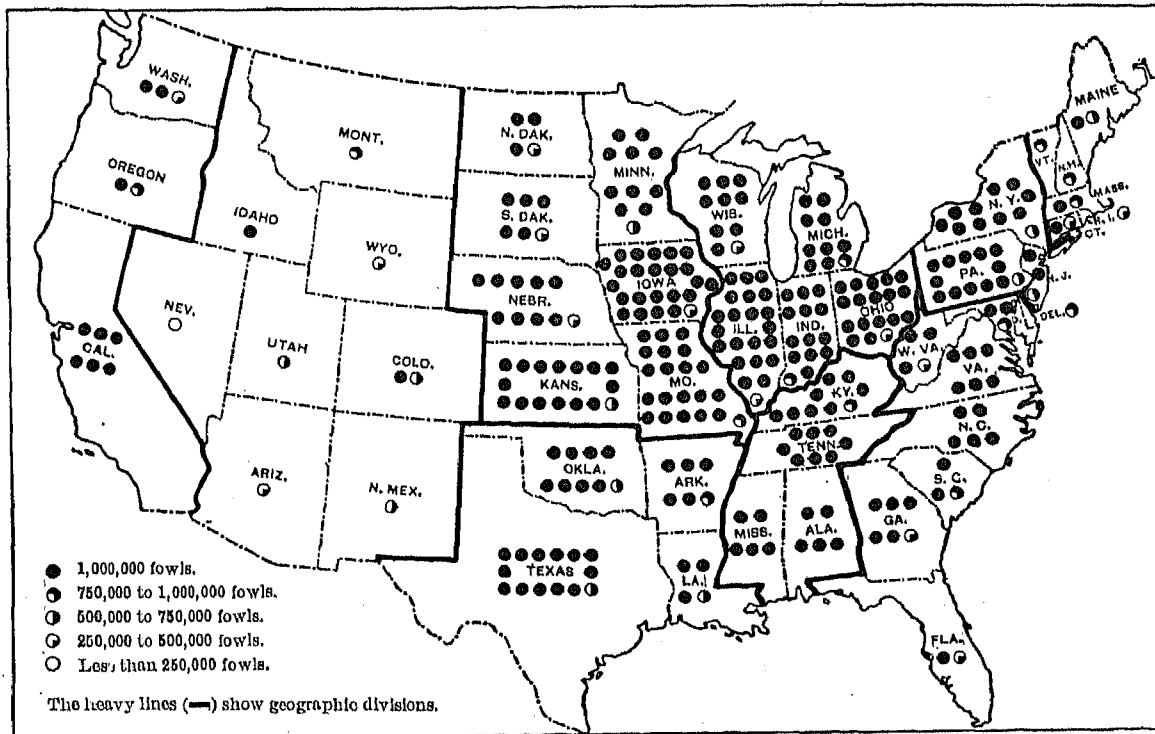 WASH.
OREGON
CAL.
IDAHO
NEV.
MONT.
WYO.
UTAH
COLO.
ARIZ.
N. MEX.
N. DAK.
S. DAK.
NEBR.
KANS.
MINN.
IOWA
MO.
WIS.
MICH.
ILL.
IND.
OHIO
KY.
TENN.
MISS.
ALA.
OKLA.
ARK.
TEXAS
LA.
MAINE
VT.
N.H.
MASS.
R. I.
CT.
N. Y.
PA.
N. J.
DEL.
W. VA.
VA.
N. C.
S. C.
GA.
FLA.
1,000,000 fowls.
750,000 to 1,000,000 fowls.
500,000 to 750,000 fowls.
250,000 to 500,000 fowls.
Less than 250,000 fowls.
The heavy lines (━) show geographic divisions.